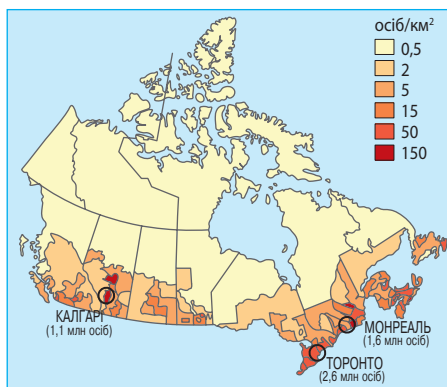 осіб/км²
0,5
2
5
15
50
150
КАЛГАРІ
(1,1 млн осіб)
МОНРЕАЛЬ
(1,6 млн осіб)
ТОРОНТО
(2,6 млн осіб)